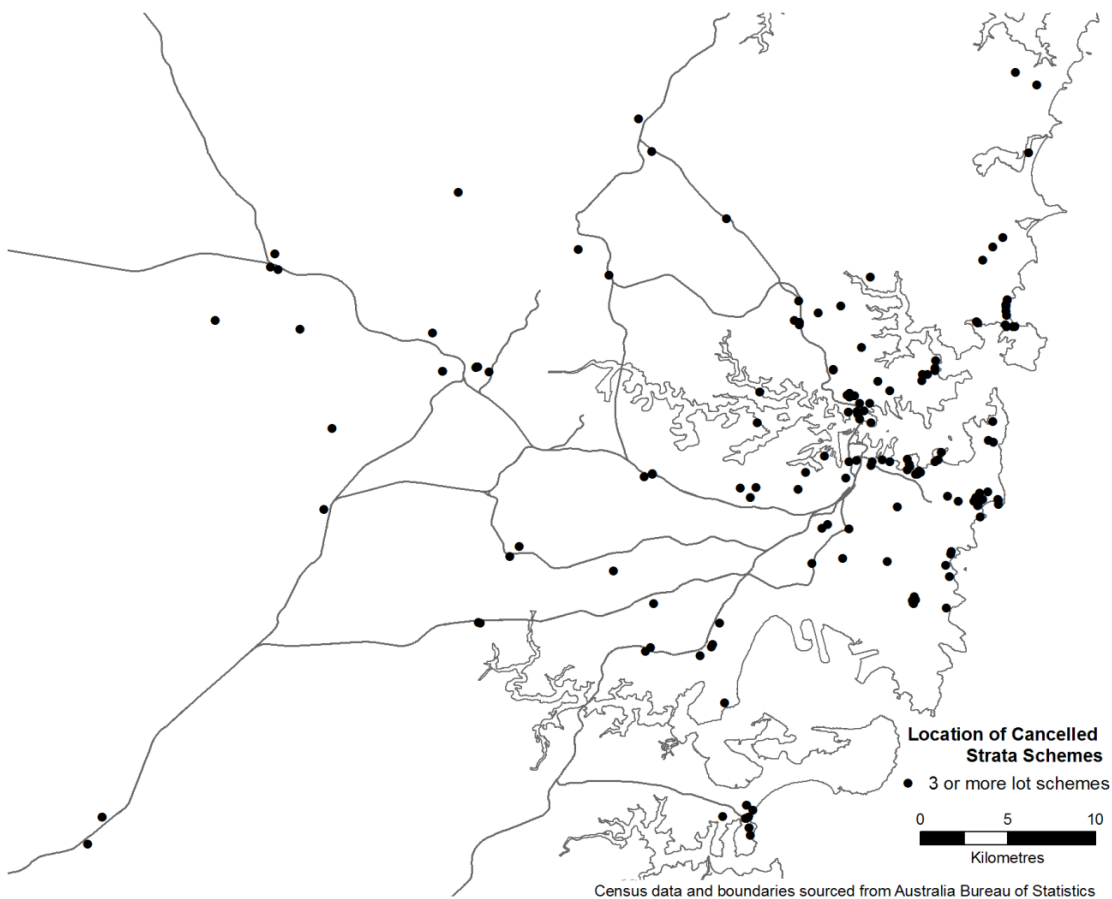 Location of Cancelled
Strata Schemes
3 or more lot schemes
0 5 10
Kilometres
Census data and boundaries sourced from Australia Bureau of Statistics